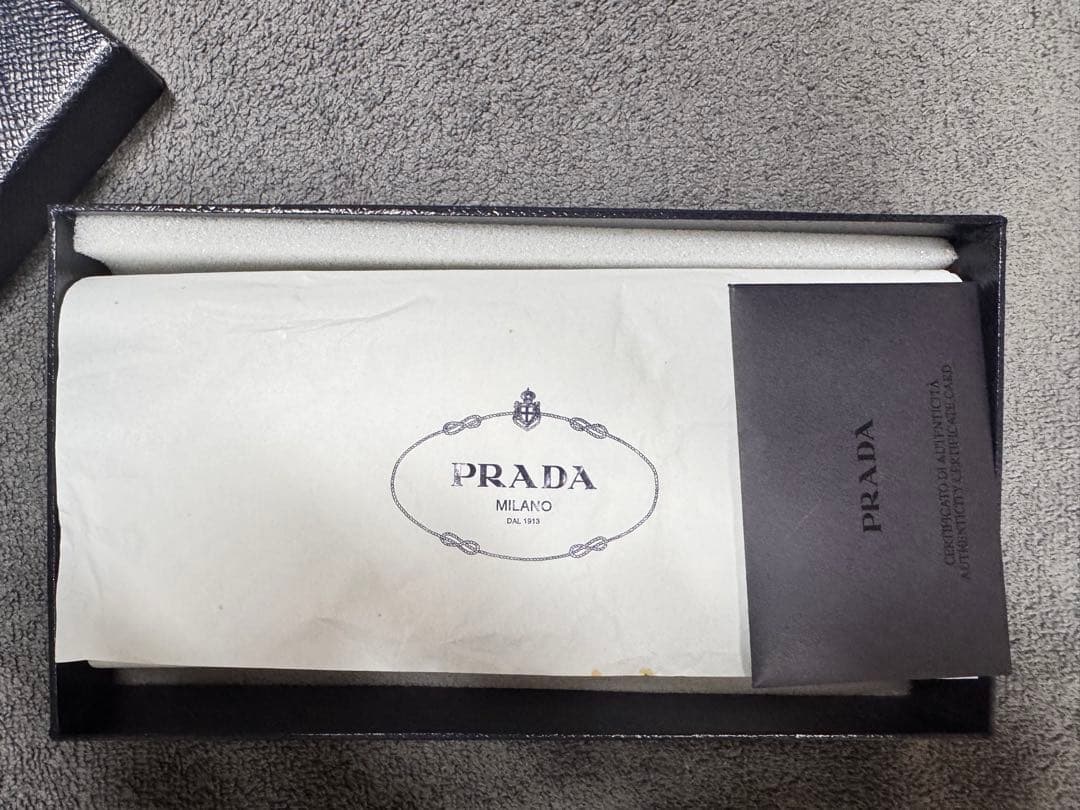 PRADA
MILANO
DAL 1913
PRADA
CERTIFICATO DI AUTENTICITÀ
AUTHENTICITY CERTIFICATE CARD